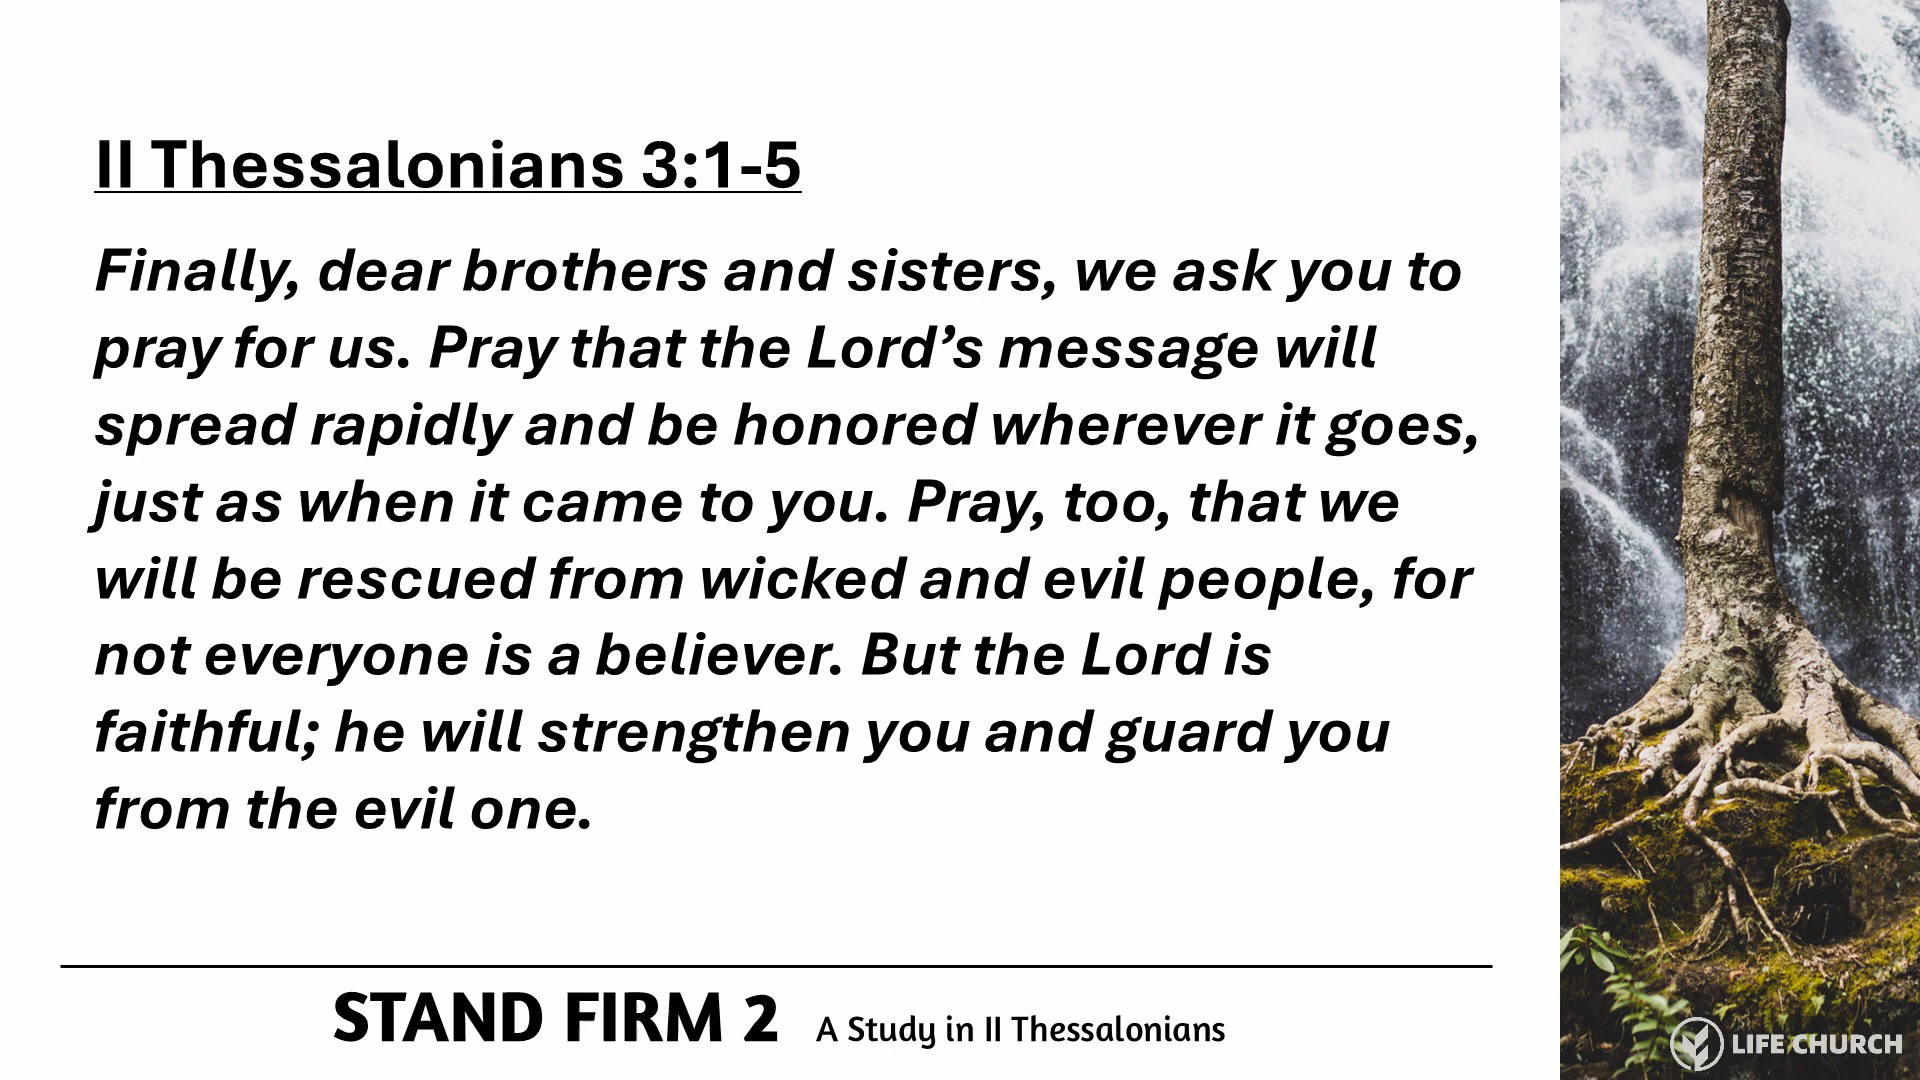 II Thessalonians 3:1-5
Finally, dear brothers and sisters, we ask you to
pray for us. Pray that the Lord’s message will
spread rapidly and be honored wherever it goes,
just as when it came to you. Pray, too, that we
will be rescued from wicked and evil people, for
not everyone is a believer. But the Lord is
faithful; he will strengthen you and guard you
from the evil one.
STAND FIRM 2 A Study in II Thessalonians
LIFE CHURCH